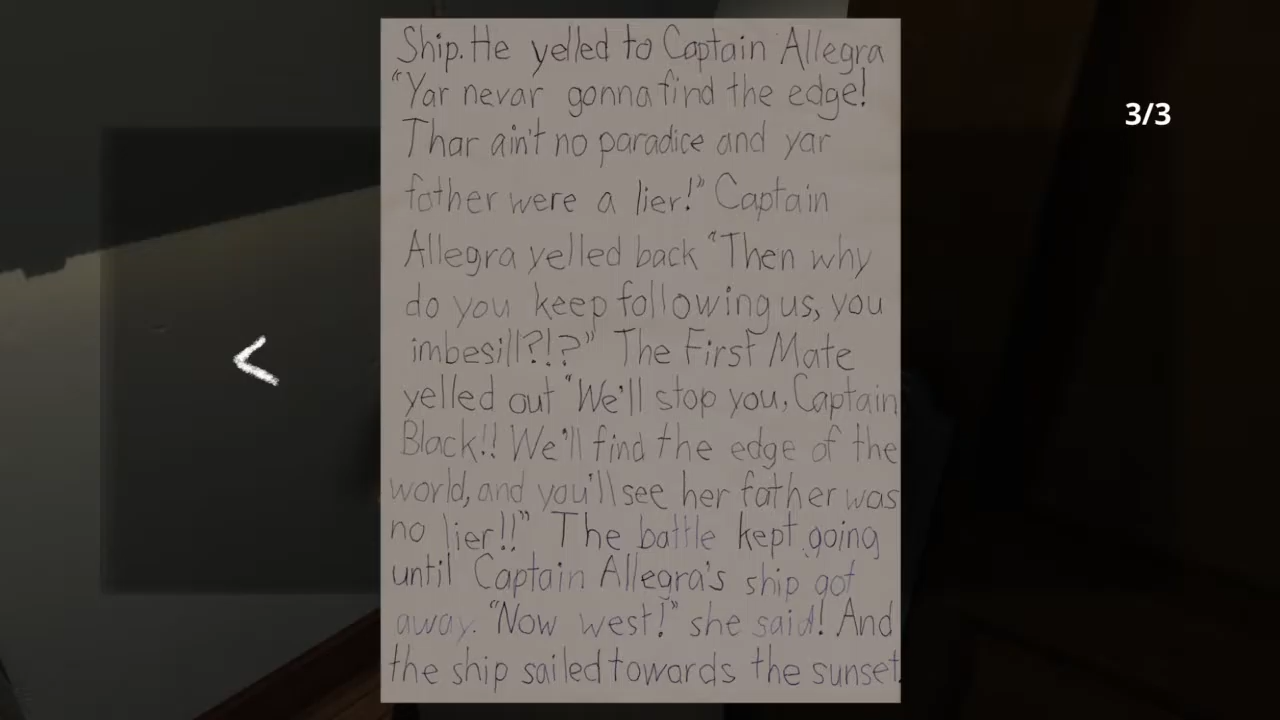 Ship. He yelled to Captain Allegra
"Yar nevar gonna find the edge!
3/3
Thar ain't no paradice and yar
father were a lier!" Captain
Allegra yelled back "Then why
do you keep following us, you
imbesill?!?" The First Mate
yelled out "We'll stop you, Captain
Black!! We'll find the edge of the
world, and you'll see her father was
no lier!!" The battle kept going
until Captain Allegra's ship got
away. "Now west!" she said! And
the ship sailed towards the sunset.